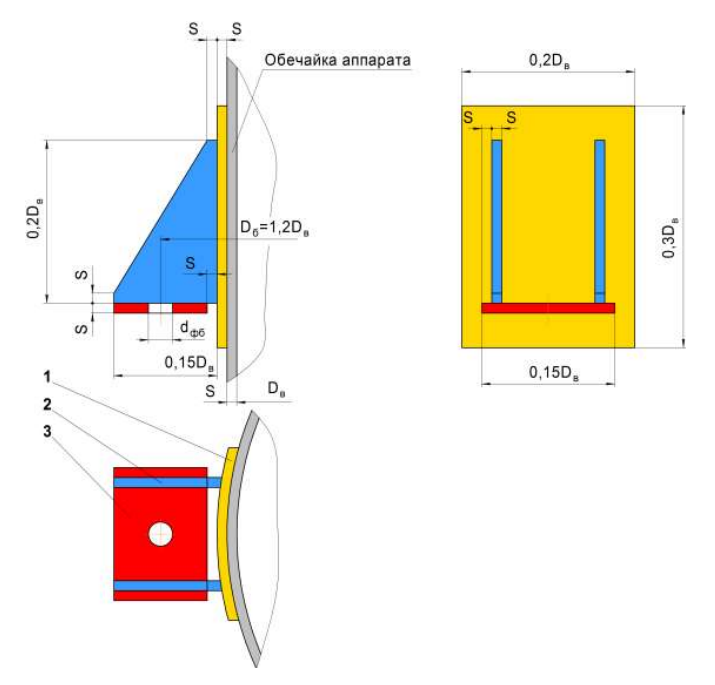 S S
Обечайка аппарата
0,2Dв
S S
0,2Dв
Dб=1,2Dв
0,3Dв
S
S
S
dфб
0,15Dв
0,15Dв
S
Dв
1
2
3